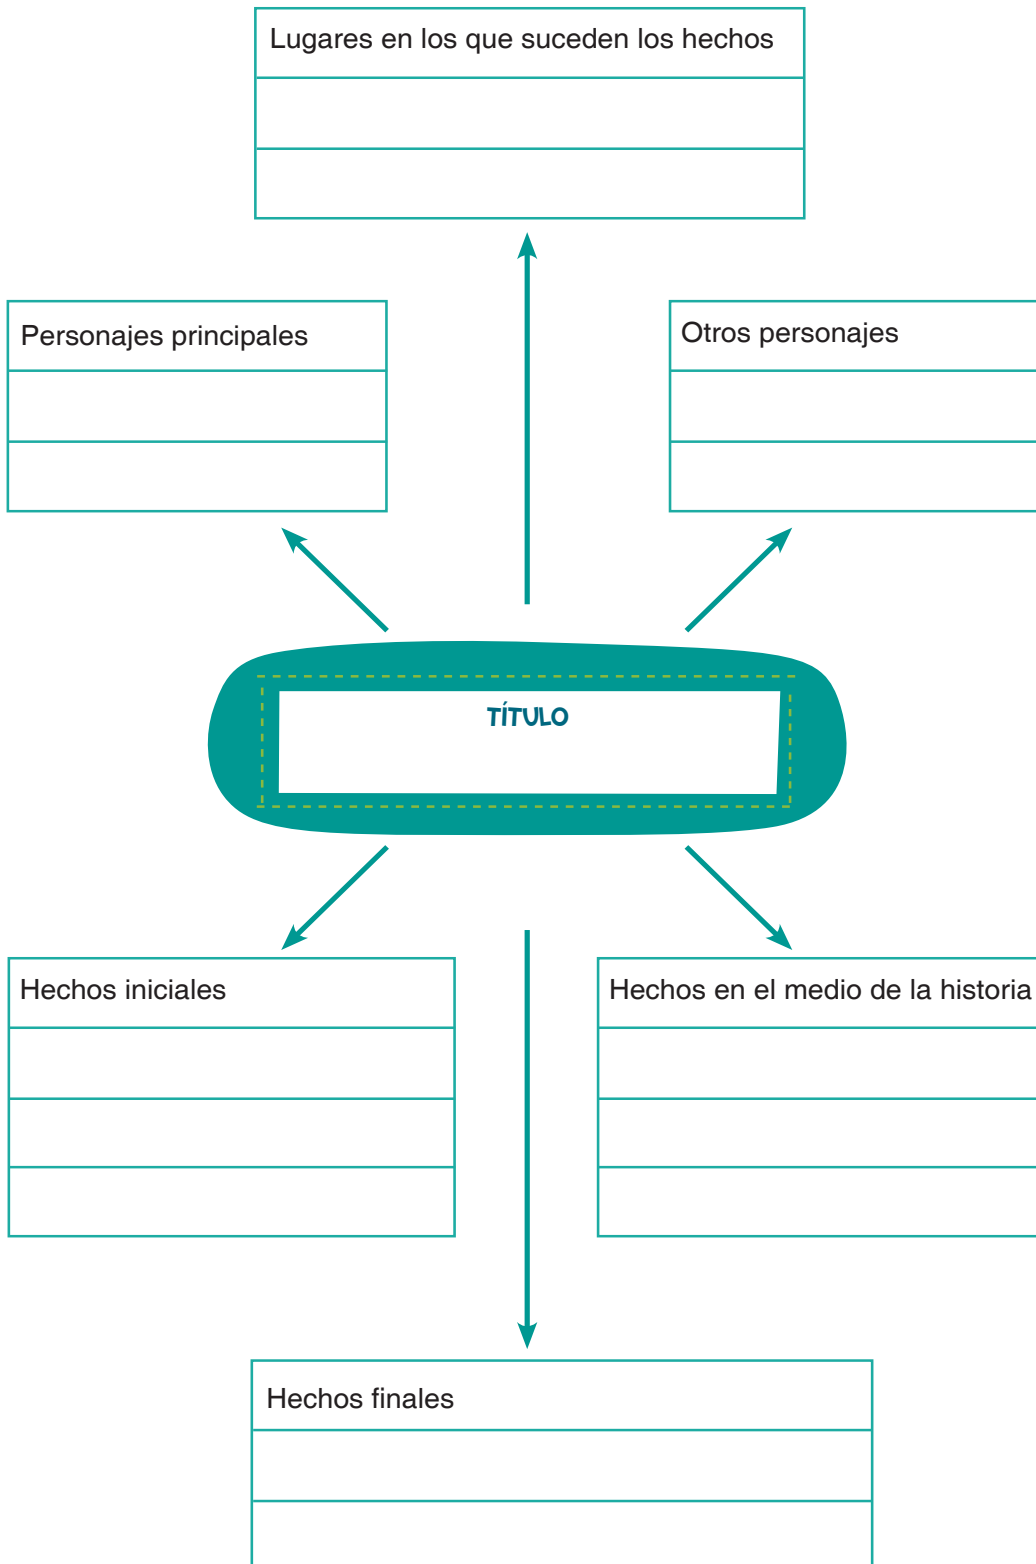 Lugares en los que suceden los hechos
Personajes principales
Otros personajes
TÍTULO
Hechos iniciales
Hechos en el medio de la historia
Hechos finales